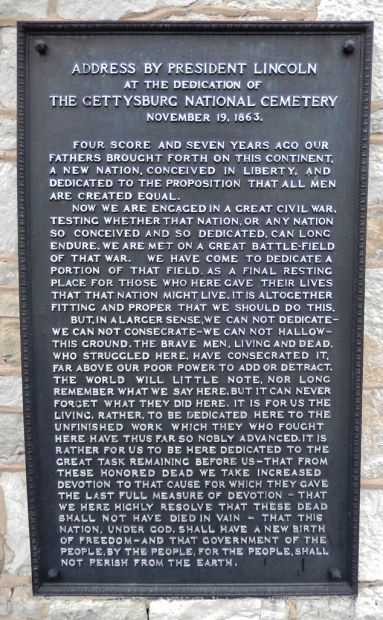 ADDRESS BY PRESIDENT LINCOLN
AT THE DEDICATION OF
THE GETTYSBURG NATIONAL CEMETERY
NOVEMBER 19, 1863.
FOUR SCORE AND SEVEN YEARS AGO OUR
FATHERS BROUGHT FORTH ON THIS CONTINENT,
A NEW NATION, CONCEIVED IN LIBERTY, AND
DEDICATED TO THE PROPOSITION THAT ALL MEN
ARE CREATED EQUAL.
NOW WE ARE ENGAGED IN A GREAT CIVIL WAR,
TESTING WHETHER THAT NATION, OR ANY NATION
SO CONCEIVED AND SO DEDICATED, CAN LONG
ENDURE. WE ARE MET ON A GREAT BATTLE-FIELD
OF THAT WAR. WE HAVE COME TO DEDICATE A
PORTION OF THAT FIELD, AS A FINAL RESTING
PLACE FOR THOSE WHO HERE GAVE THEIR LIVES
THAT THAT NATION MIGHT LIVE. IT IS ALTOGETHER
FITTING AND PROPER THAT WE SHOULD DO THIS.
BUT, IN A LARGER SENSE, WE CAN NOT DEDICATE–
WE CAN NOT CONSECRATE–WE CAN NOT HALLOW–
THIS GROUND. THE BRAVE MEN, LIVING AND DEAD,
WHO STRUGGLED HERE, HAVE CONSECRATED IT,
FAR ABOVE OUR POOR POWER TO ADD OR DETRACT.
THE WORLD WILL LITTLE NOTE, NOR LONG
REMEMBER WHAT WE SAY HERE, BUT IT CAN NEVER
FORGET WHAT THEY DID HERE. IT IS FOR US THE
LIVING, RATHER, TO BE DEDICATED HERE TO THE
UNFINISHED WORK WHICH THEY WHO FOUGHT
HERE HAVE THUS FAR SO NOBLY ADVANCED. IT IS
RATHER FOR US TO BE HERE DEDICATED TO THE
GREAT TASK REMAINING BEFORE US–THAT FROM
THESE HONORED DEAD WE TAKE INCREASED
DEVOTION TO THAT CAUSE FOR WHICH THEY GAVE
THE LAST FULL MEASURE OF DEVOTION – THAT
WE HERE HIGHLY RESOLVE THAT THESE DEAD
SHALL NOT HAVE DIED IN VAIN – THAT THIS
NATION, UNDER GOD, SHALL HAVE A NEW BIRTH
OF FREEDOM–AND THAT GOVERNMENT OF THE
PEOPLE, BY THE PEOPLE, FOR THE PEOPLE, SHALL
NOT PERISH FROM THE EARTH.